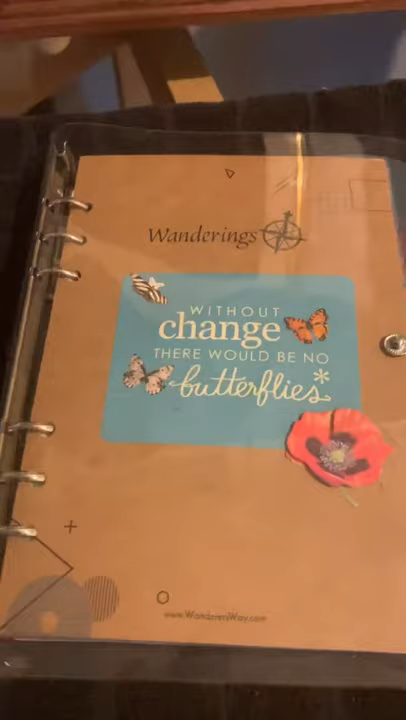 Wanderings
WITHOUT
change
THERE WOULD BE NO
butterflies*
www.WanderersWay.com